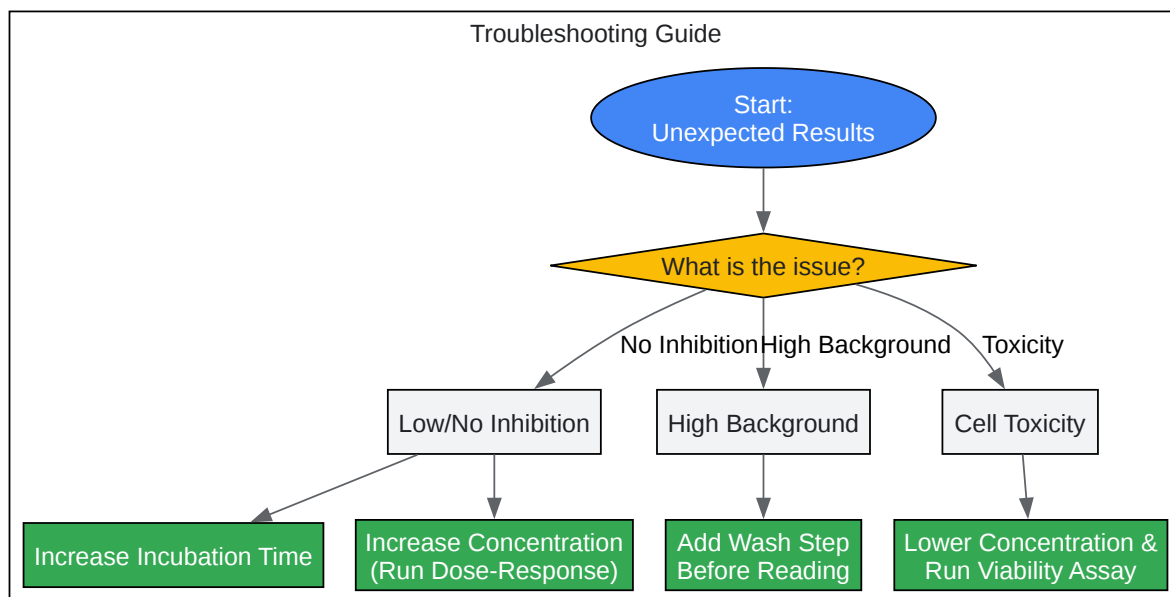 Troubleshooting Guide
Start:
Unexpected Results
What is the issue?
No Inhibition
High Background
Toxicity
Low/No Inhibition
High Background
Cell Toxicity
Increase Incubation Time
Increase Concentration
(Run Dose-Response)
Add Wash Step
Before Reading
Lower Concentration &
Run Viability Assay